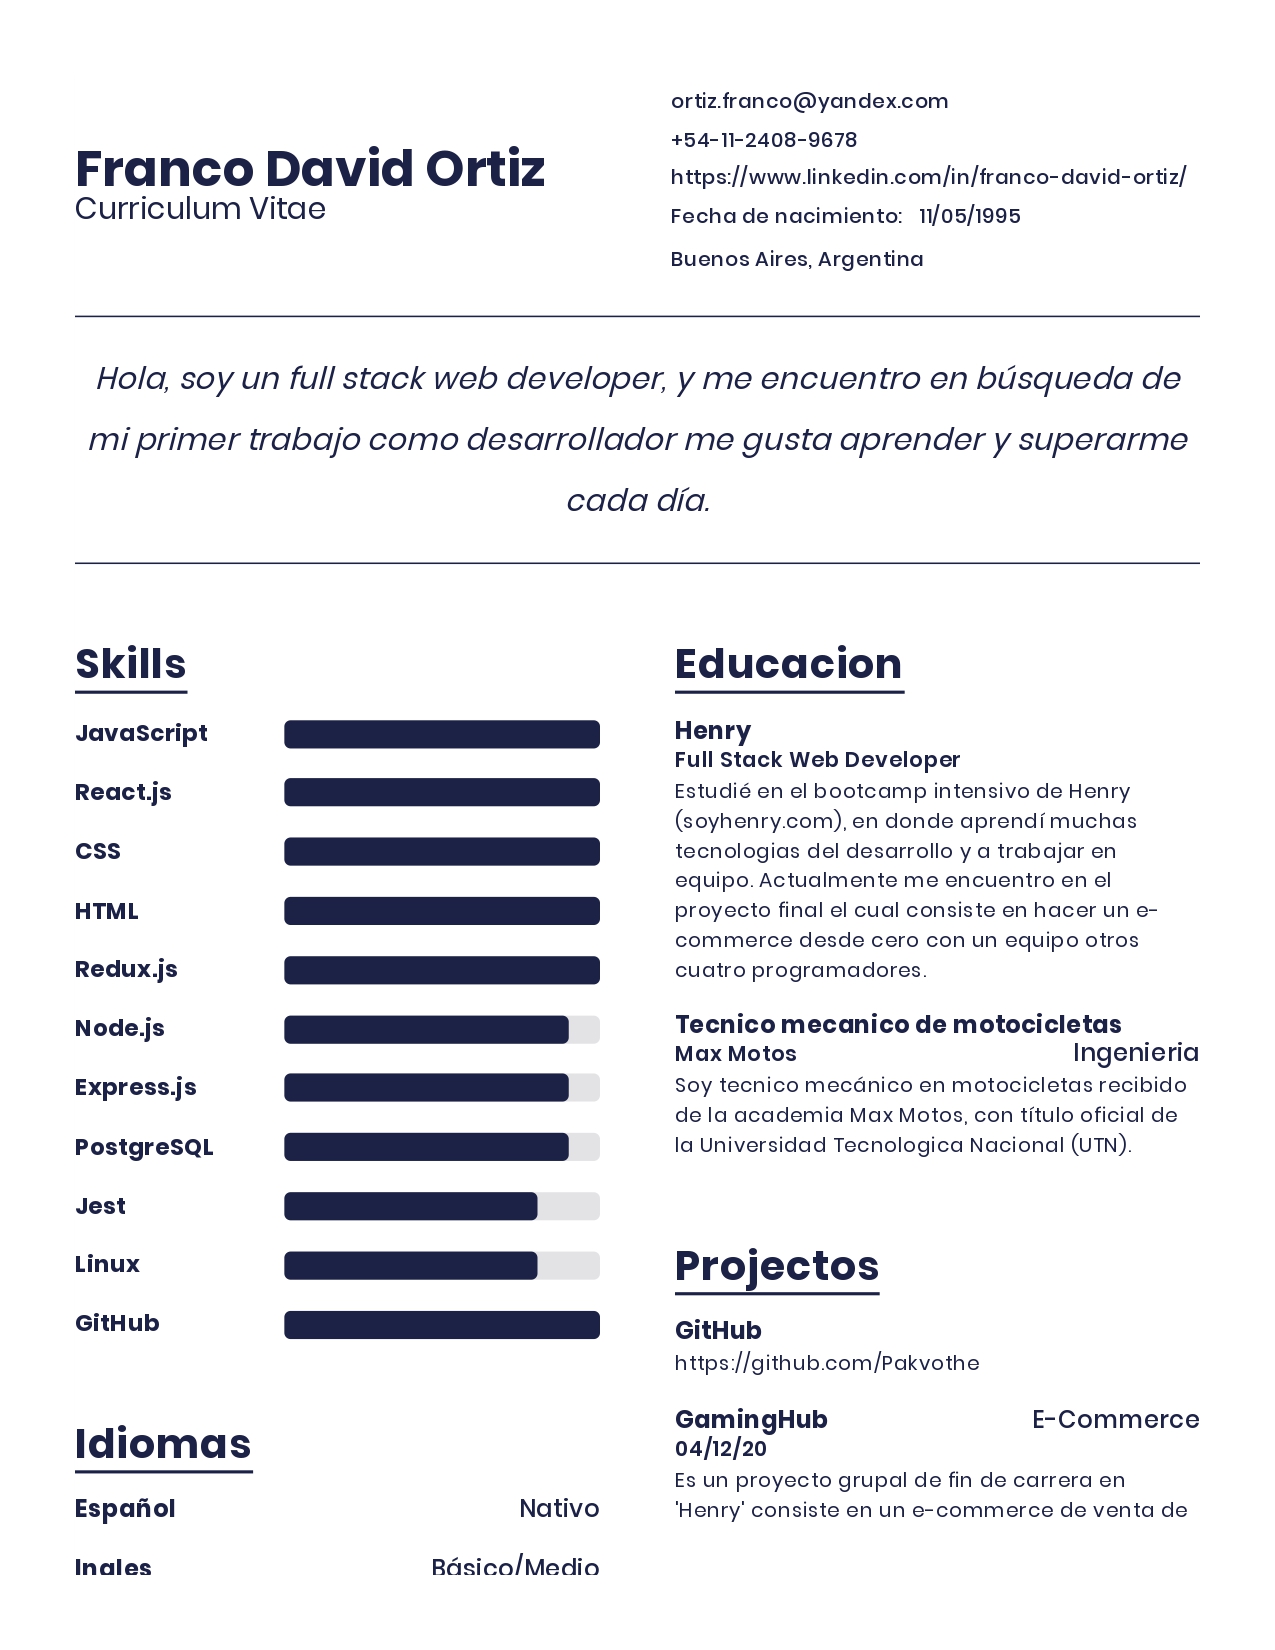 Franco David Ortiz
Curriculum Vitae
ortiz.franco@yandex.com
+54-11-2408-9678
https://www.linkedin.com/in/franco-david-ortiz/
Fecha de nacimiento: 11/05/1995
Buenos Aires, Argentina
Hola, soy un full stack web developer, y me encuentro en búsqueda de
mi primer trabajo como desarrollador me gusta aprender y superarme
cada día.
Skills
JavaScript
React.js
CSS
HTML
Redux.js
Node.js
Express.js
PostgreSQL
Jest
Linux
GitHub
Idiomas
Español Nativo
Ingles Básico/Medio
Educacion
Henry
Full Stack Web Developer
Estudié en el bootcamp intensivo de Henry
(soyhenry.com), en donde aprendí muchas
tecnologias del desarrollo y a trabajar en
equipo. Actualmente me encuentro en el
proyecto final el cual consiste en hacer un e-
commerce desde cero con un equipo otros
cuatro programadores.
Tecnico mecanico de motocicletas
Max Motos Ingenieria
Soy tecnico mecánico en motocicletas recibido
de la academia Max Motos, con título oficial de
la Universidad Tecnologica Nacional (UTN).
Projectos
GitHub
https://github.com/Pakvothe
GamingHub E-Commerce
04/12/20
Es un proyecto grupal de fin de carrera en
'Henry' consiste en un e-commerce de venta de